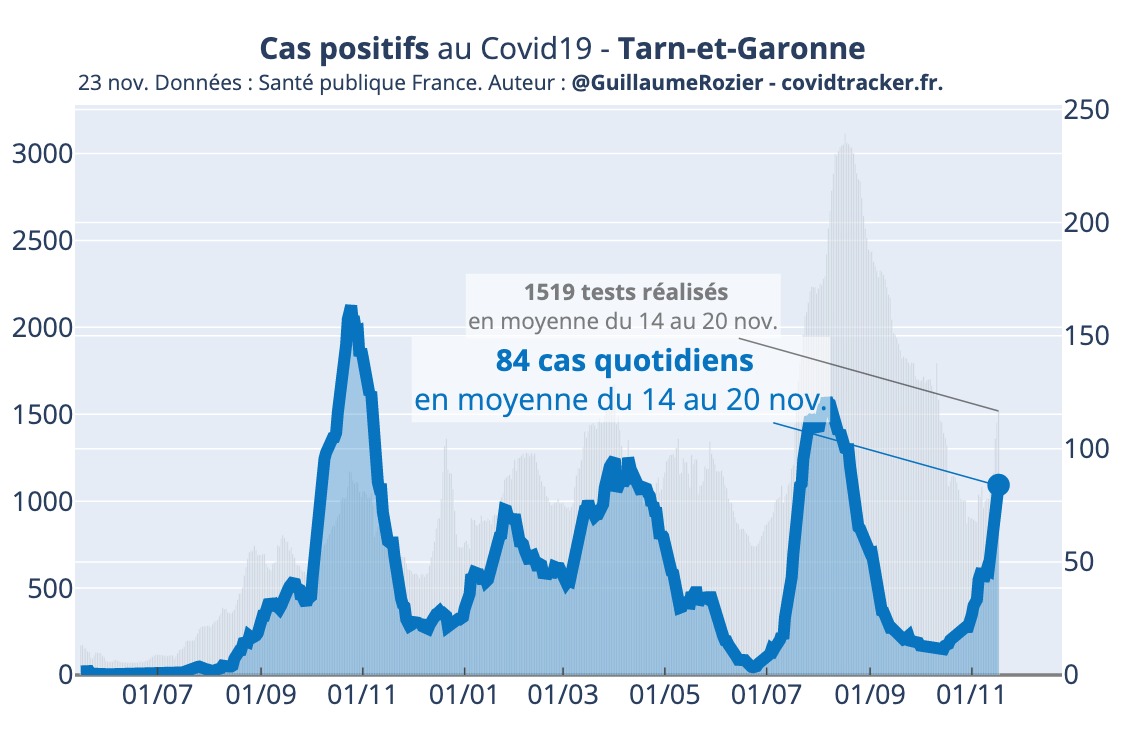 Cas positifs au Covid19 - Tarn-et-Garonne
23 nov. Données : Santé publique France. Auteur : @GuillaumeRozier - covidtracker.fr.
250
3000
200
2500
1519 tests réalisés
en moyenne du 14 au 20 nov.
2000
150
84 cas quotidiens
en moyenne du 14 au 20 nov.
1500
100
1000
50
500
0
0
01/07 01/09 01/11 01/01 01/03 01/05 01/07 01/09 01/11